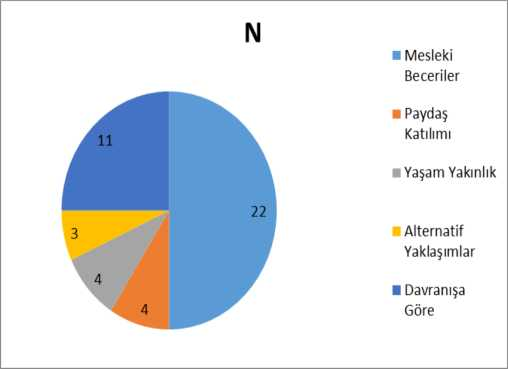 N
22
4
4
3
11
Mesleki
Beceriler
Paydaş
Katılımı
Yaşam Yakınlık
Alternatif
Yaklaşımlar
Davranışa
Göre